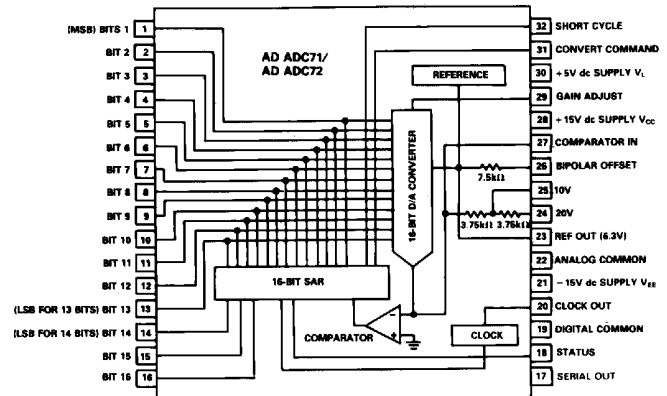 (MSB) BITS 1 1
BIT 2 2
BIT 3 3
BIT 4 4
BIT 5 5
BIT 6 6
BIT 7 7
BIT 8 8
BIT 9 9
BIT 10 10
BIT 11 11
BIT 12 12
(LSB FOR 13 BITS) BIT 13 13
(LSB FOR 14 BITS) BIT 14 14
BIT 15 15
BIT 16 16
AD ADC71/
AD ADC72
REFERENCE
16-BIT D/A CONVERTER
7.5kΩ
3.75kΩ 3.75kΩ
16-BIT SAR
COMPARATOR
−
+
CLOCK
32 SHORT CYCLE
31 CONVERT COMMAND
30 +5V dc SUPPLY VL
29 GAIN ADJUST
28 +15V dc SUPPLY VCC
27 COMPARATOR IN
26 BIPOLAR OFFSET
25 10V
24 20V
23 REF OUT (6.3V)
22 ANALOG COMMON
21 −15V dc SUPPLY VEE
20 CLOCK OUT
19 DIGITAL COMMON
18 STATUS
17 SERIAL OUT